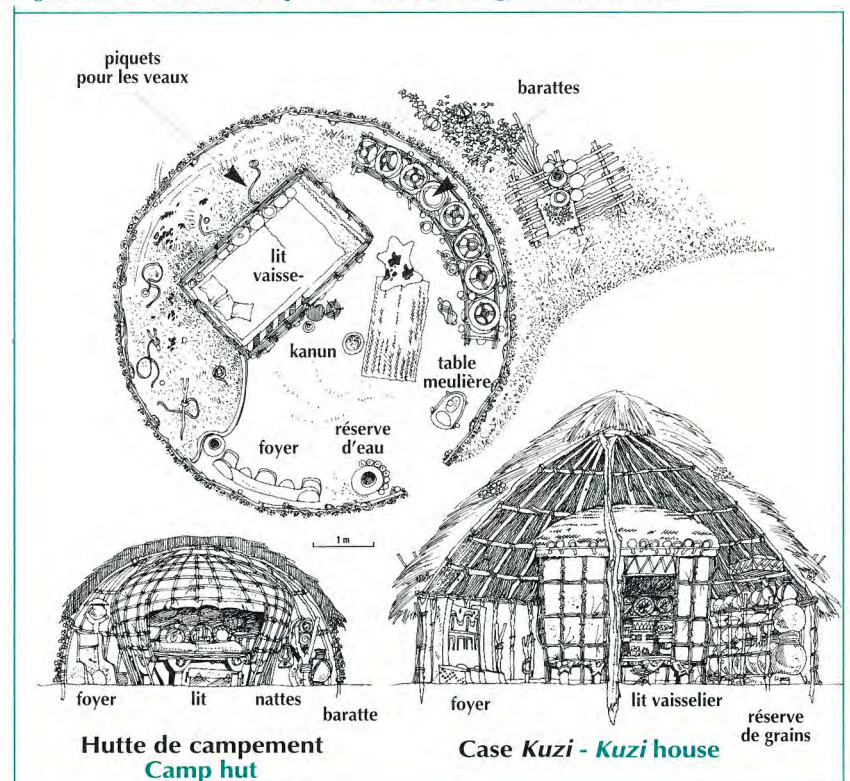 piquets
pour les veaux
barattes
lit
vaisse-
kanun
table
meulière
foyer
réserve
d'eau
1 m
foyer
lit
nattes
baratte
Hutte de campement
Camp hut
foyer
lit vaisselier
réserve
de grains
Case Kuzi - Kuzi house